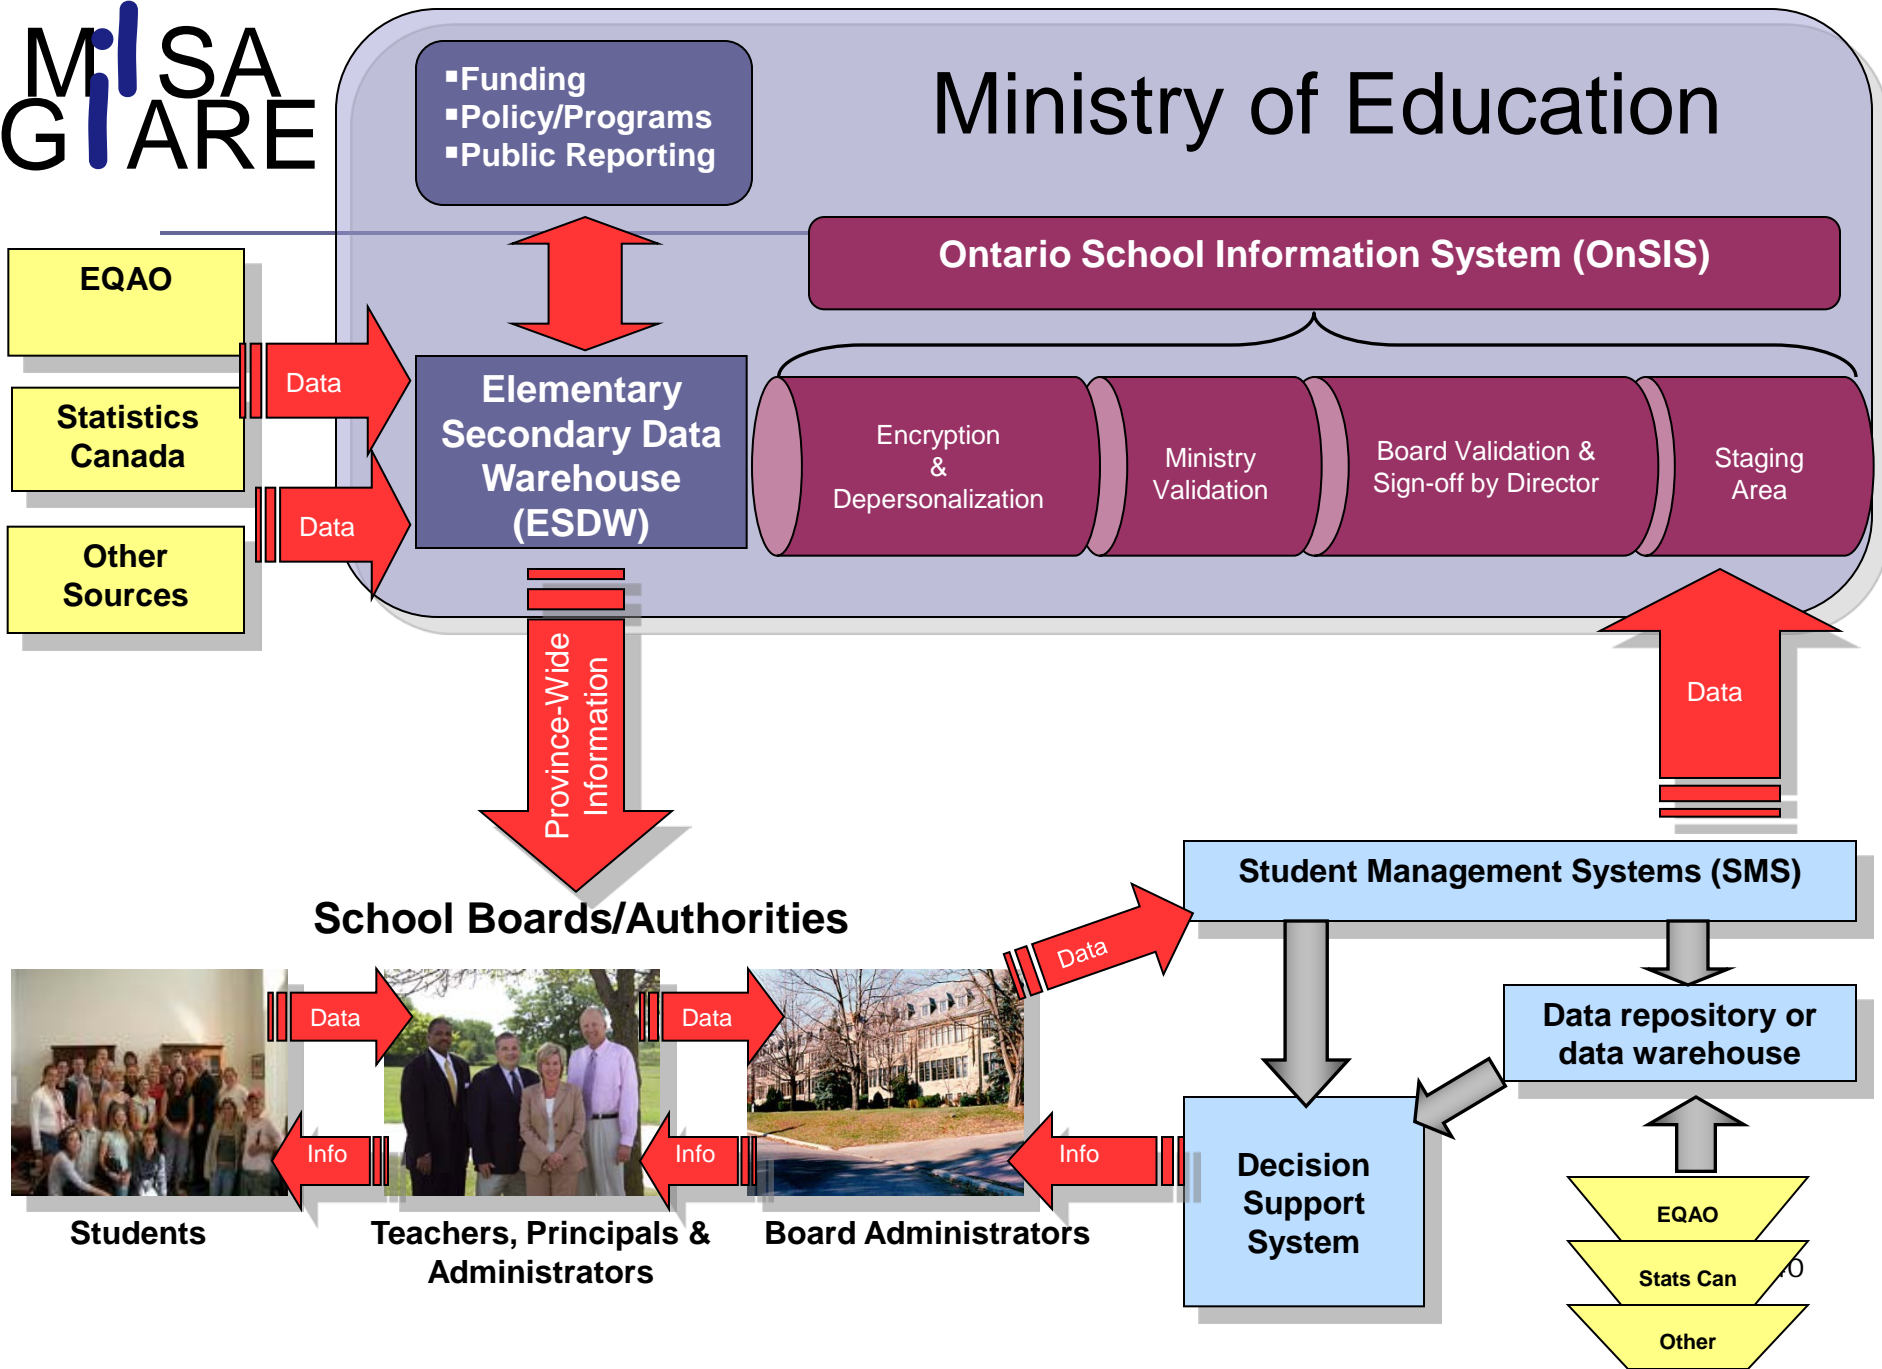 MiSA
GiARE
▪Funding
▪Policy/Programs
▪Public Reporting
Ministry of Education
Ontario School Information System (OnSIS)
EQAO
Statistics
Canada
Other
Sources
Data
Data
Elementary
Secondary Data
Warehouse
(ESDW)
Encryption
&
Depersonalization
Ministry
Validation
Board Validation &
Sign-off by Director
Staging
Area
Province-Wide
Information
Data
School Boards/Authorities
Student Management Systems (SMS)
Data
Data
Data
Data repository or
data warehouse
Info
Info
Info
Decision
Support
System
Students
Teachers, Principals &
Administrators
Board Administrators
EQAO
Stats Can
Other